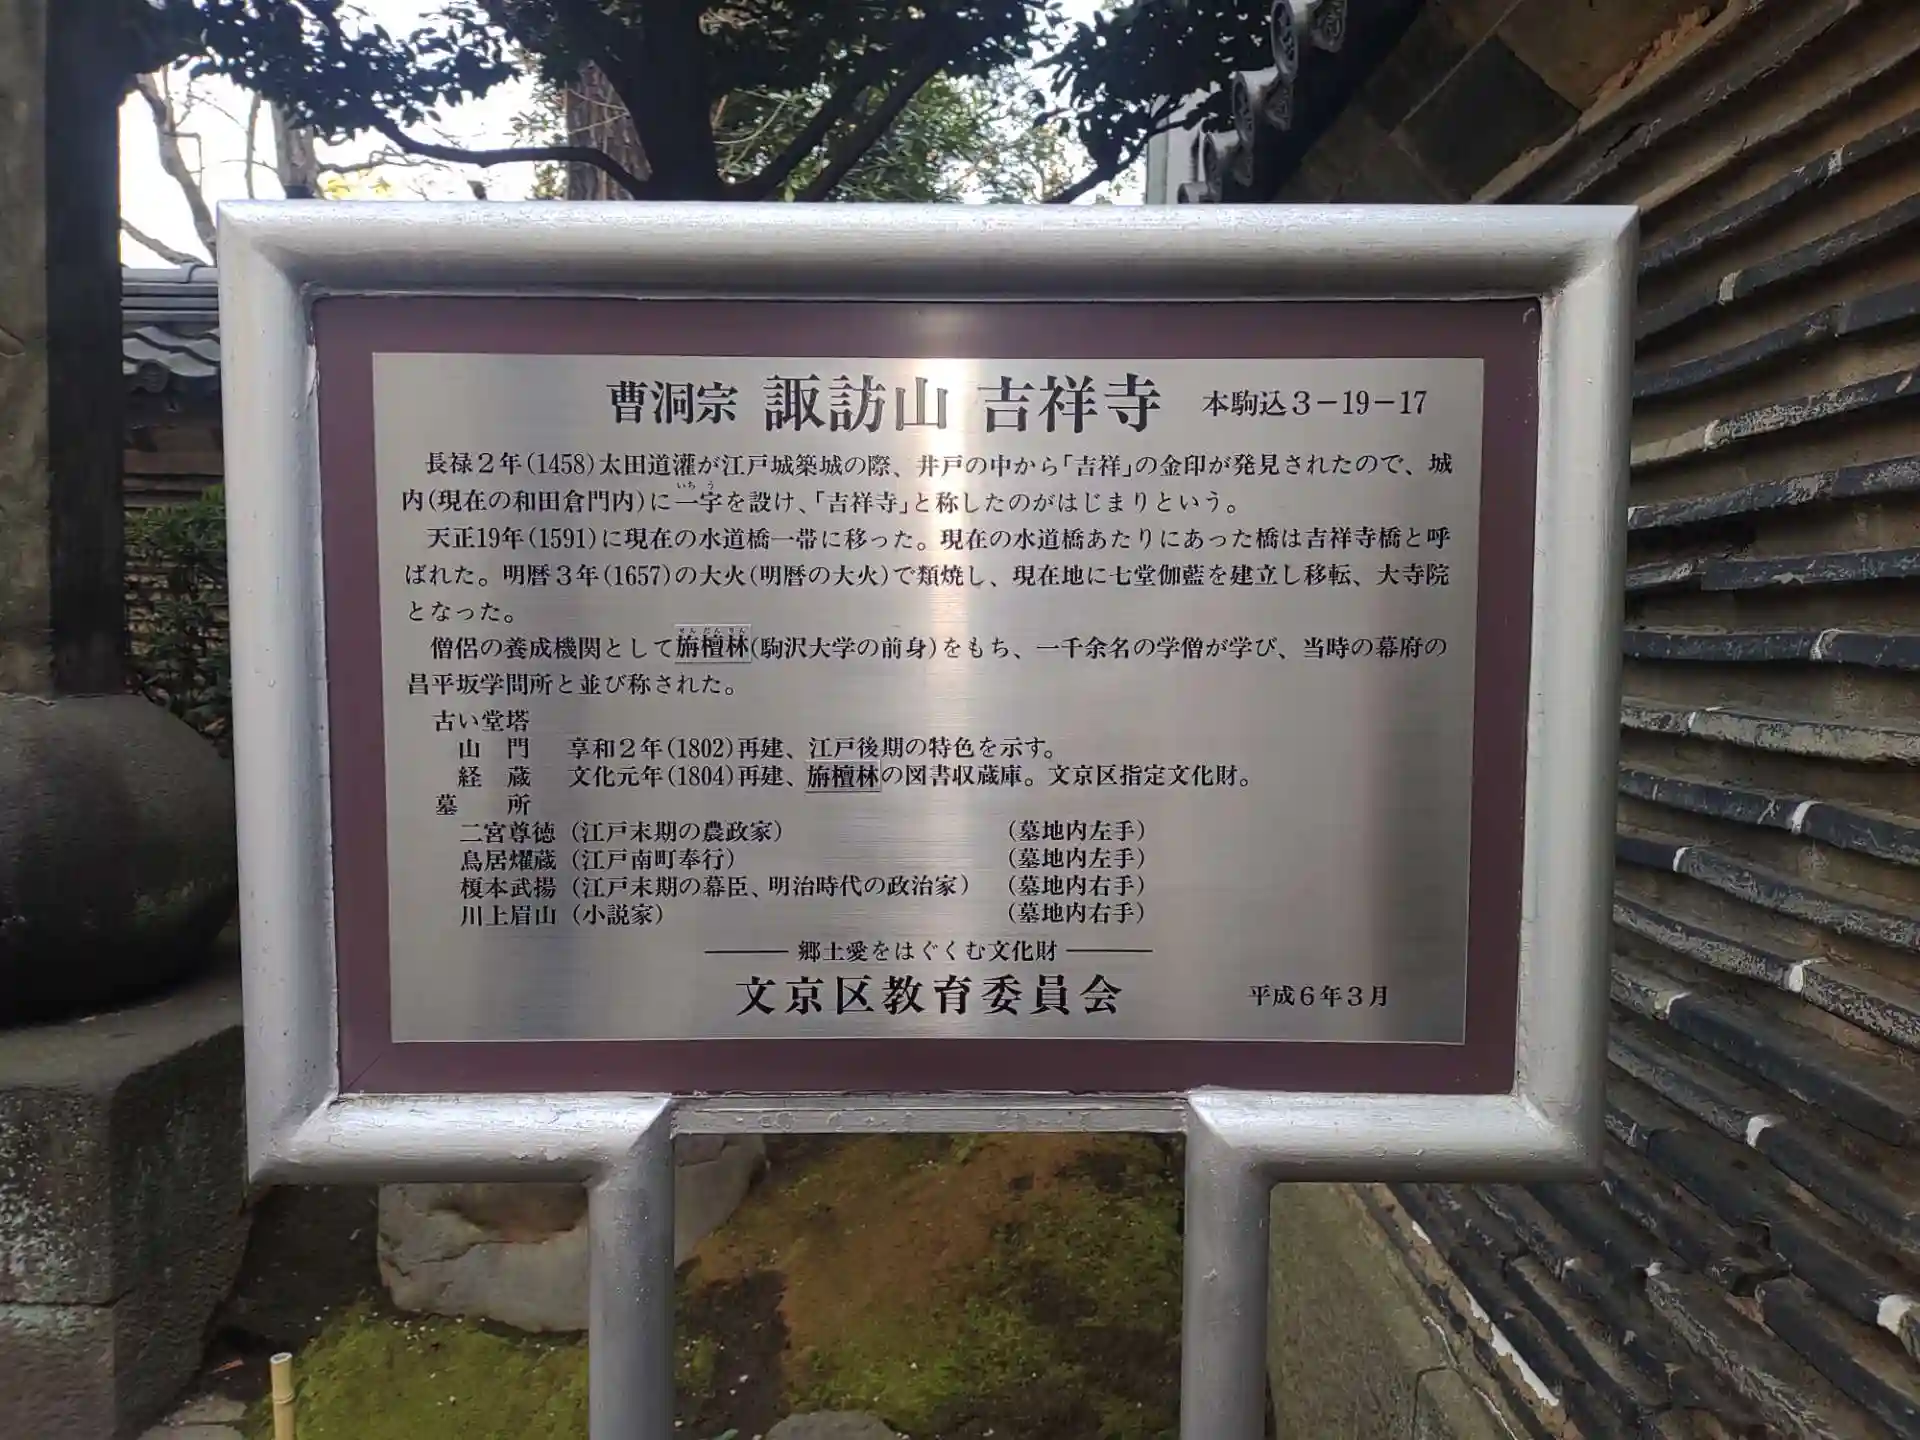 曹洞宗 諏訪山 吉祥寺 本駒込3-19-17
長禄2年(1458)太田道灌が江戸城築城の際、井戸の中から「吉祥」の金印が発見されたので、城
いち う
内(現在の和田倉門内)に一宇を設け、「吉祥寺」と称したのがはじまりという。
天正19年(1591)に現在の水道橋一帯に移った。現在の水道橋あたりにあった橋は吉祥寺橋と呼
ばれた。明暦3年(1657)の大火(明暦の大火)で類焼し、現在地に七堂伽藍を建立し移転、大寺院
となった。
せんだんりん
僧侶の養成機関として旃檀林(駒沢大学の前身)をもち、一千余名の学僧が学び、当時の幕府の
昌平坂学問所と並び称された。
古い堂塔
山 門 享和2年(1802)再建、江戸後期の特色を示す。
経 蔵 文化元年(1804)再建、旃檀林の図書収蔵庫。文京区指定文化財。
墓 所
二宮尊徳(江戸末期の農政家) (墓地内左手)
鳥居燿蔵(江戸南町奉行) (墓地内左手)
榎本武揚(江戸末期の幕臣、明治時代の政治家) (墓地内右手)
川上眉山(小説家) (墓地内右手)
郷土愛をはぐくむ文化財
文京区教育委員会 平成6年3月